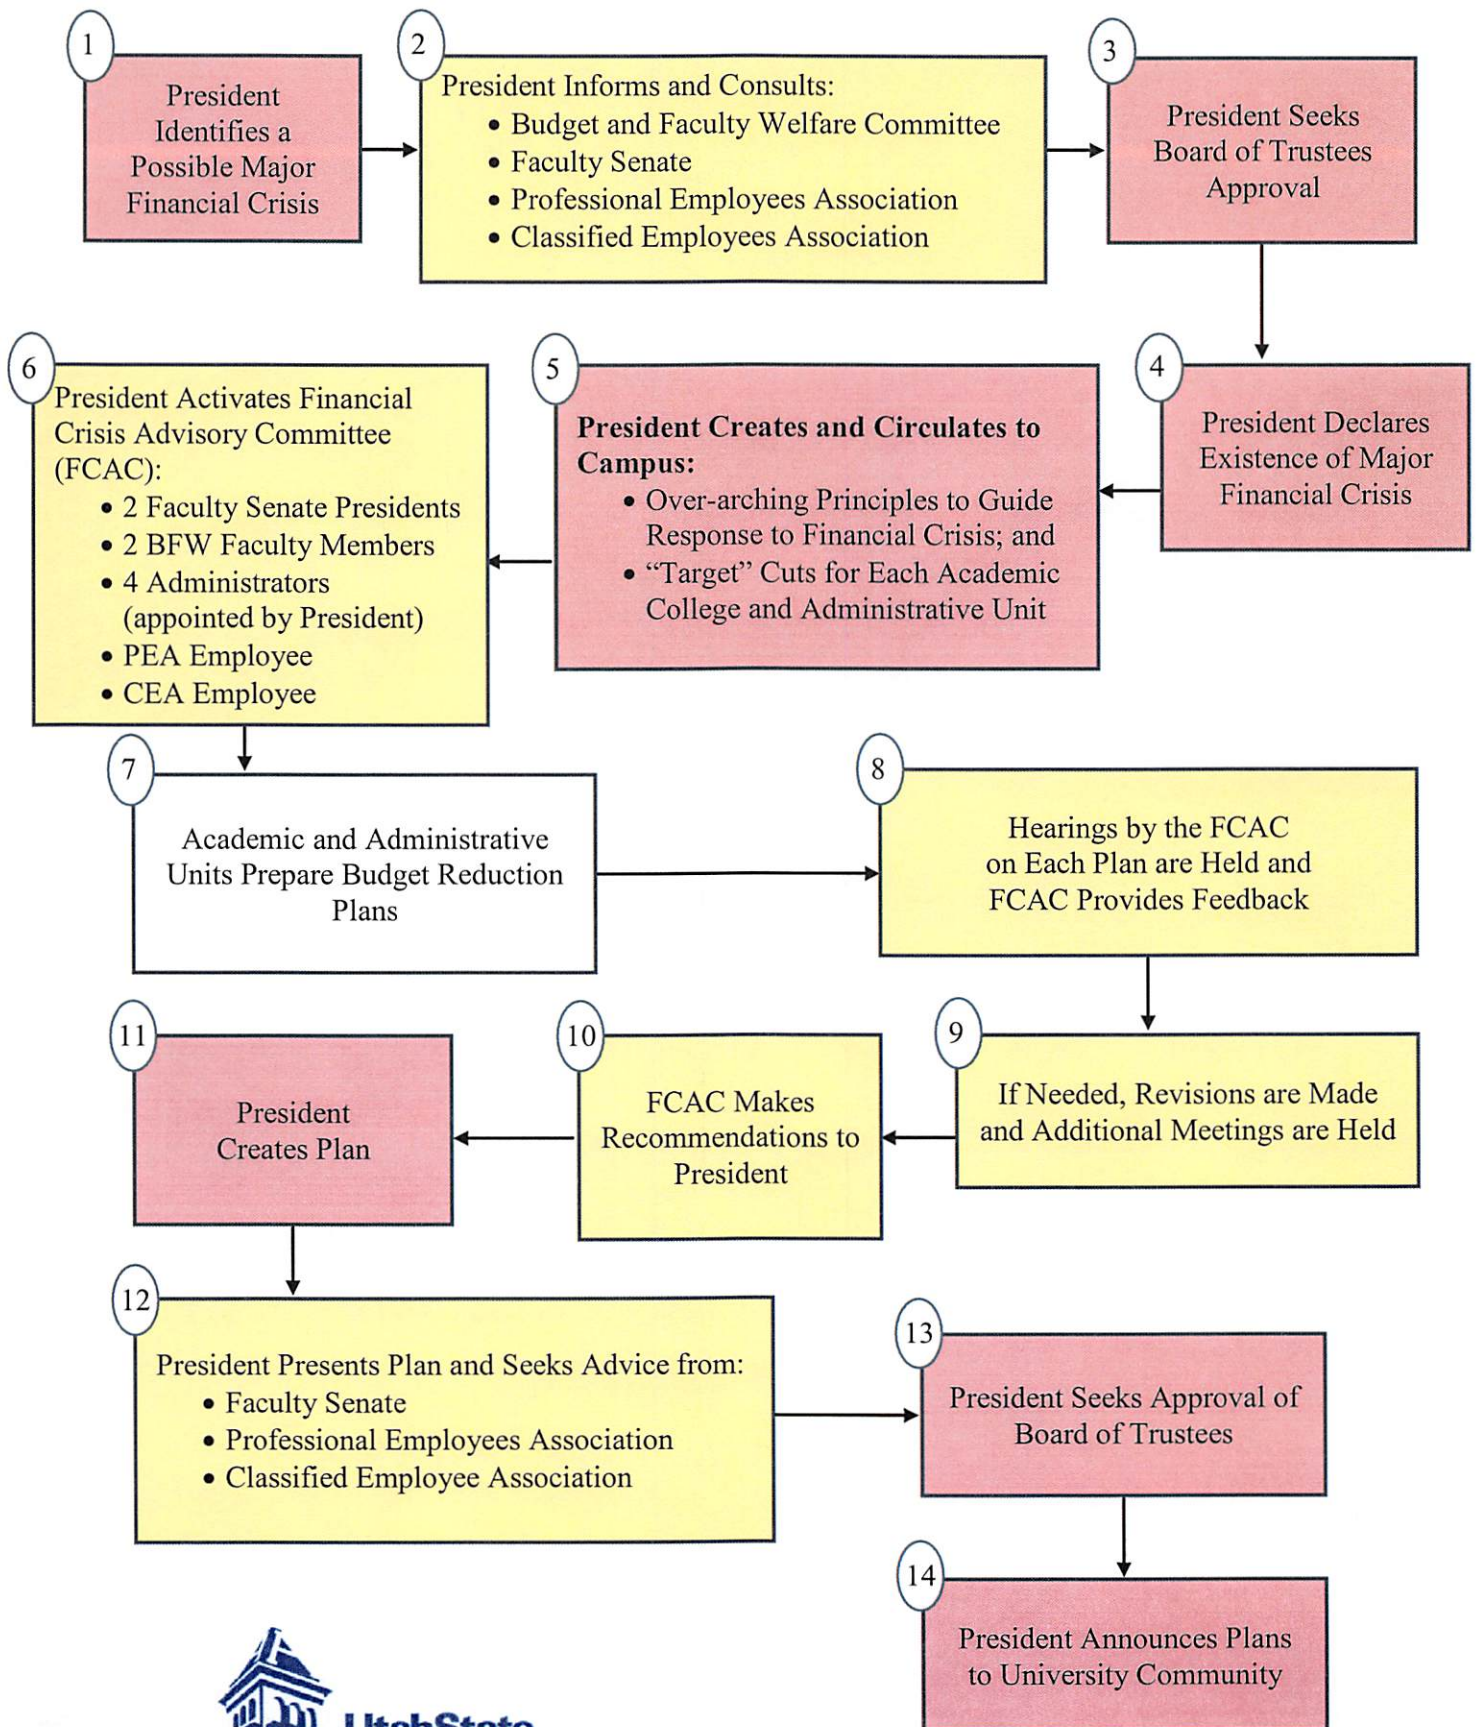 1
President
Identifies a
Possible Major
Financial Crisis
2
President Informs and Consults:
• Budget and Faculty Welfare Committee
• Faculty Senate
• Professional Employees Association
• Classified Employees Association
3
President Seeks
Board of Trustees
Approval
4
President Declares
Existence of Major
Financial Crisis
5
President Creates and Circulates to
Campus:
• Over-arching Principles to Guide
Response to Financial Crisis; and
• “Target” Cuts for Each Academic
College and Administrative Unit
6
President Activates Financial
Crisis Advisory Committee
(FCAC):
• 2 Faculty Senate Presidents
• 2 BFW Faculty Members
• 4 Administrators
(appointed by President)
• PEA Employee
• CEA Employee
7
Academic and Administrative
Units Prepare Budget Reduction
Plans
8
Hearings by the FCAC
on Each Plan are Held and
FCAC Provides Feedback
9
If Needed, Revisions are Made
and Additional Meetings are Held
10
FCAC Makes
Recommendations to
President
11
President
Creates Plan
12
President Presents Plan and Seeks Advice from:
• Faculty Senate
• Professional Employees Association
• Classified Employee Association
13
President Seeks Approval of
Board of Trustees
14
President Announces Plans
to University Community
UtahState